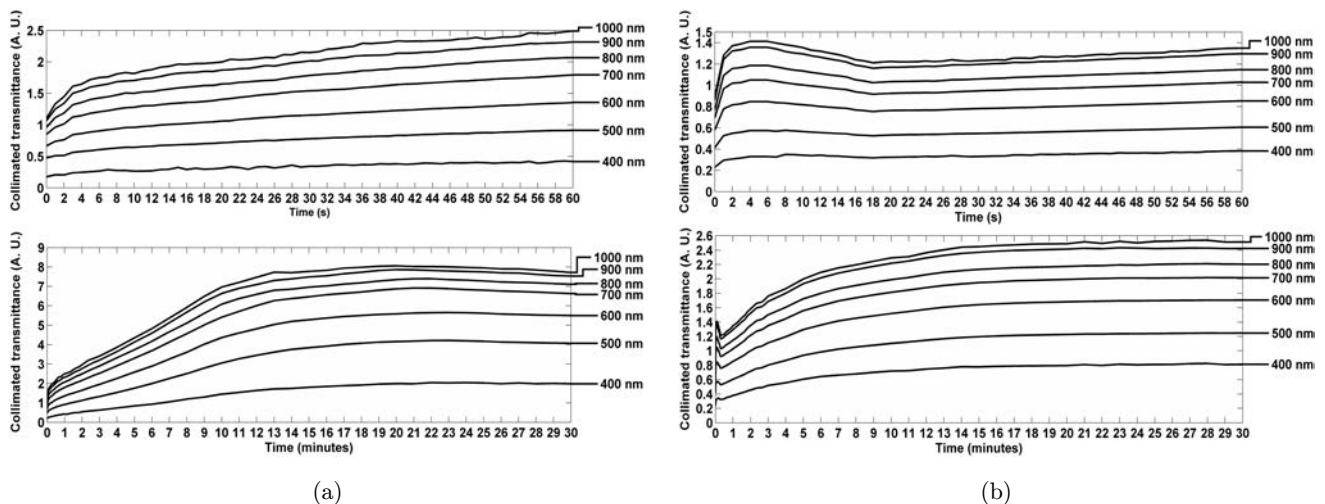 Collimated transmittance (A. U.)
2.5
2
1.5
1
0.5
0
0 2 4 6 8 10 12 14 16 18 20 22 24 26 28 30 32 34 36 38 40 42 44 46 48 50 52 54 56 58 60
Time (s)
1000 nm
900 nm
800 nm
700 nm
600 nm
500 nm
400 nm
Collimated transmittance (A. U.)
1.5
1.4
1.2
1
0.8
0.6
0.4
0.2
0
0 2 4 6 8 10 12 14 16 18 20 22 24 26 28 30 32 34 36 38 40 42 44 46 48 50 52 54 56 58 60
Time (s)
1000 nm
900 nm
800 nm
700 nm
600 nm
500 nm
400 nm
Collimated transmittance (A. U.)
9
8
7
6
5
4
3
2
1
0
0 1 2 3 4 5 6 7 8 9 10 11 12 13 14 15 16 17 18 19 20 21 22 23 24 25 26 27 28 29 30
Time (minutes)
1000 nm
900 nm
800 nm
700 nm
600 nm
500 nm
400 nm
Collimated transmittance (A. U.)
2.6
2.4
2.2
2
1.8
1.6
1.4
1.2
1
0.8
0.6
0.4
0.2
0
0 1 2 3 4 5 6 7 8 9 10 11 12 13 14 15 16 17 18 19 20 21 22 23 24 25 26 27 28 29 30
Time (minutes)
1000 nm
900 nm
800 nm
700 nm
600 nm
500 nm
400 nm
(a)
(b)